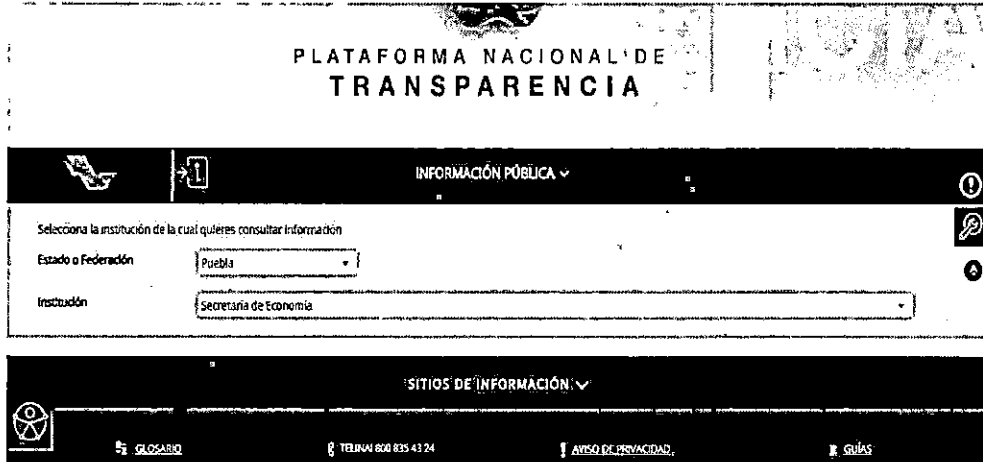 PLATAFORMA NACIONAL DE
TRANSPARENCIA
INFORMACIÓN PÚBLICA
Selecciona la institución de la cual quieres consultar información
Estado o Federación
Puebla
Institución
Secretaría de Economía
SITIOS DE INFORMACIÓN
GLOSARIO
TELINAI 800 835 43 24
AVISO DE PRIVACIDAD
GUÍAS